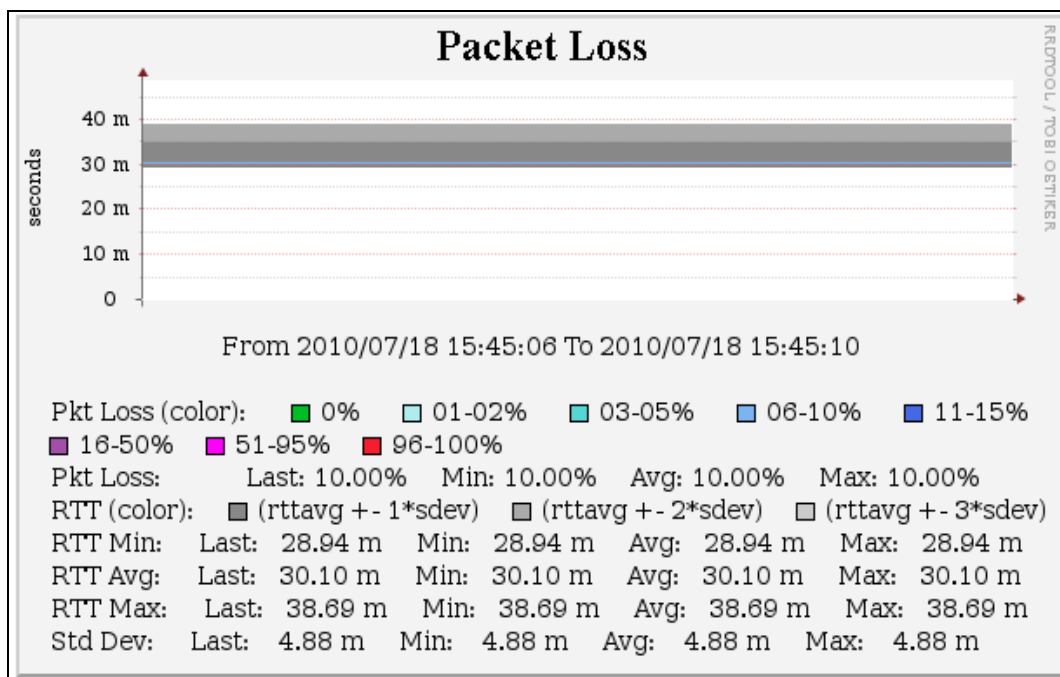 Packet Loss
RRDTOOL / TOBI OETIKER
seconds
40 m
30 m
20 m
10 m
0
From 2010/07/18 15:45:06 To 2010/07/18 15:45:10
Pkt Loss (color): 0% 01-02% 03-05% 06-10% 11-15%
16-50% 51-95% 96-100%
Pkt Loss: Last: 10.00% Min: 10.00% Avg: 10.00% Max: 10.00%
RTT (color): (rttavg +- 1*sdev) (rttavg +- 2*sdev) (rttavg +- 3*sdev)
RTT Min: Last: 28.94 m Min: 28.94 m Avg: 28.94 m Max: 28.94 m
RTT Avg: Last: 30.10 m Min: 30.10 m Avg: 30.10 m Max: 30.10 m
RTT Max: Last: 38.69 m Min: 38.69 m Avg: 38.69 m Max: 38.69 m
Std Dev: Last: 4.88 m Min: 4.88 m Avg: 4.88 m Max: 4.88 m